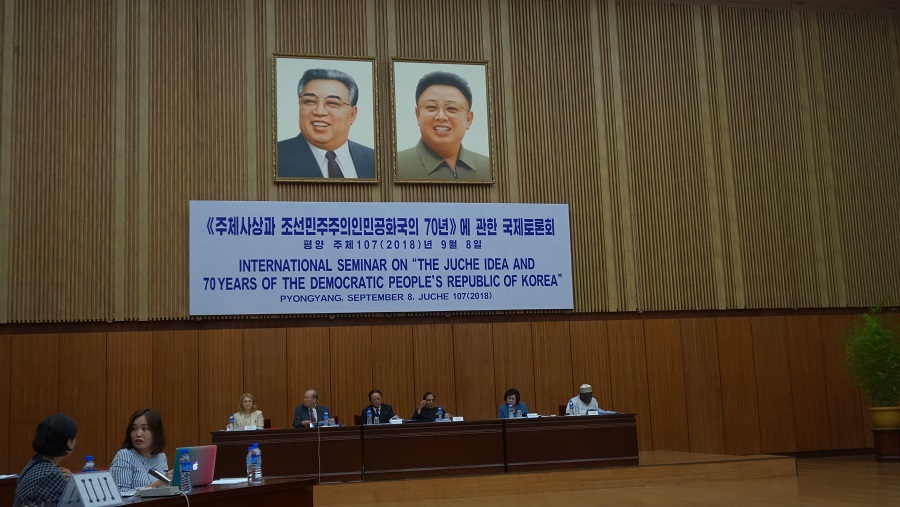 《주체사상과 조선민주주의인민공화국의 70년》에 관한 국제토론회
평양 주체107(2018)년 9월 8일
INTERNATIONAL SEMINAR ON “THE JUCHE IDEA AND
70 YEARS OF THE DEMOCRATIC PEOPLE'S REPUBLIC OF KOREA”
PYONGYANG, SEPTEMBER 8, JUCHE 107(2018)